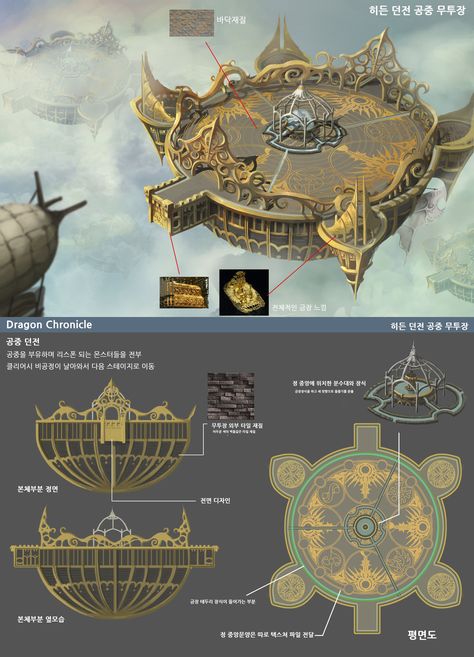 히든 던전 공중 무투장
바닥재질
전체적인 금장 느낌
Dragon Chronicle
히든 던전 공중 무투장
공중 던전
공중을 부유하며 리스폰 되는 몬스터들을 전부
클리어시 비공정이 날아와서 다음 스테이지로 이동
정 중앙에 위치한 분수대와 장식
무투장 외부 타일 재질
본체부분 정면
전면 디자인
금장 테두리 장식이 들어가는 부분
본체부분 옆모습
정 중앙문양은 따로 텍스쳐 파일 전달
평면도